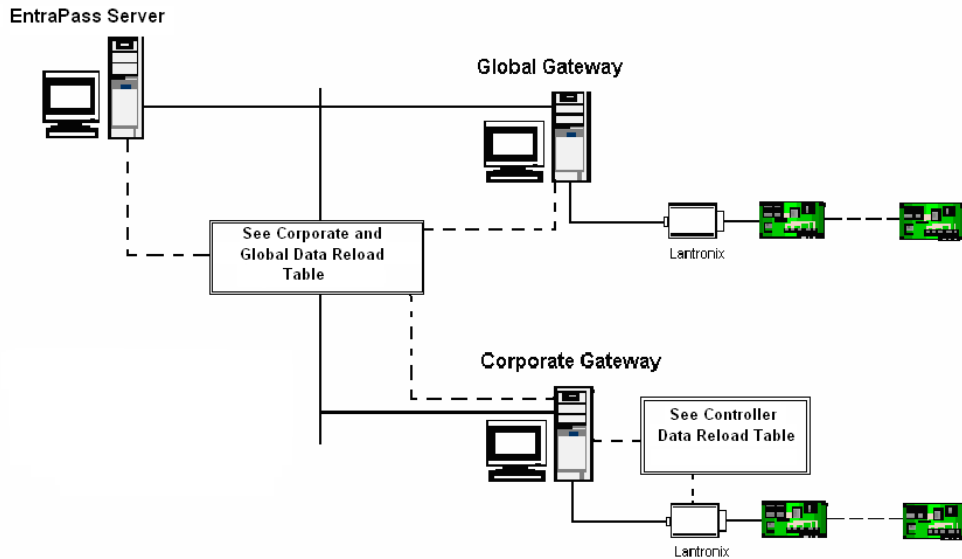 EntraPass Server
Global Gateway
See Corporate and
Global Data Reload
Table
Lantronix
Corporate Gateway
See Controller
Data Reload Table
Lantronix